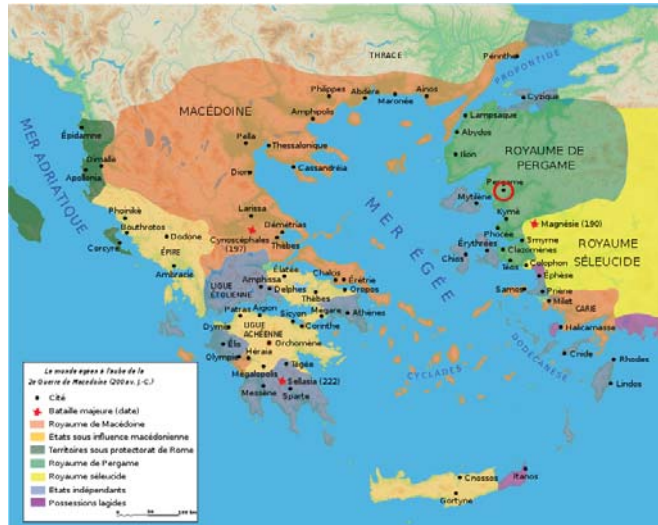 THRACE
Périnthe
PROPONTIDE
Cyzique
Philippes
Abdère
Maronée
Ainos
MACÉDOINE
Amphipolis
Lampsaque
Abydos
Pella
Thessalonique
Ilion
ROYAUME DE
PERGAME
Épidamne
Dimallë
Apollonia
MER ADRIATIQUE
Cassandréia
Dion
Pergame
Mytilène
MER ÉGÉE
Larissa
Kymé
Magnésie (190)
Phoinikè
Bouthrotos
Dodone
ÉPIRE
Corcyre
Cynoscéphales
(197)
Démétrias
Thèbes
Phocée
Smyrne
ROYAUME
SÉLEUCIDE
Érythrées
Clazomènes
Chios
Téos
Colophon
Ambracie
Élatée
Chalcis
Amphissa
Érétrie
LIGUE
ÉTOLIENNE
Delphes
Oropos
Thèbes
Éphèse
Samos
Priène
Milet
Patras
Aigion
Mégare
Athènes
Sicyon
Corinthe
Dymé
LIGUE
ACHÉENNE
CARIE
Élis
Orchomène
Halicarnasse
Olympie
Héraia
Tégée
Mégalopolis
Sellasia (222)
Messène
Sparte
CYCLADES
DODÉCANÈSE
Cnide
Rhodes
Lindos
Cnossos
Itanos
Gortyne
Le monde égéen à l'aube de la
2e Guerre de Macédoine (200 av. J.-C.)
Cité
Bataille majeure (date)
Royaume de Macédoine
États sous influence macédonienne
Territoires sous protectorat de Rome
Royaume de Pergame
Royaume séleucide
Etats indépendants
Possessions lagides